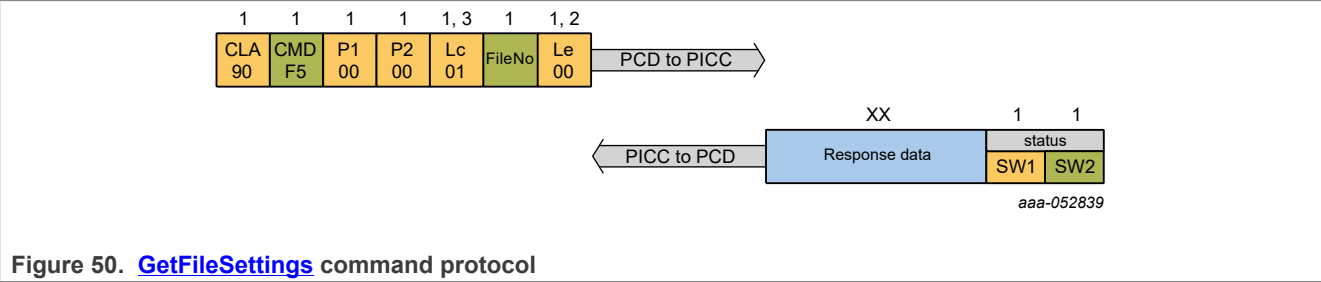 1 1 1 1 1, 3 1 1, 2
CLA CMD P1 P2 Lc FileNo Le
90 F5 00 00 01 00
PCD to PICC
XX 1 1
status
PICC to PCD
Response data
SW1 SW2
aaa-052839
Figure 50. GetFileSettings command protocol